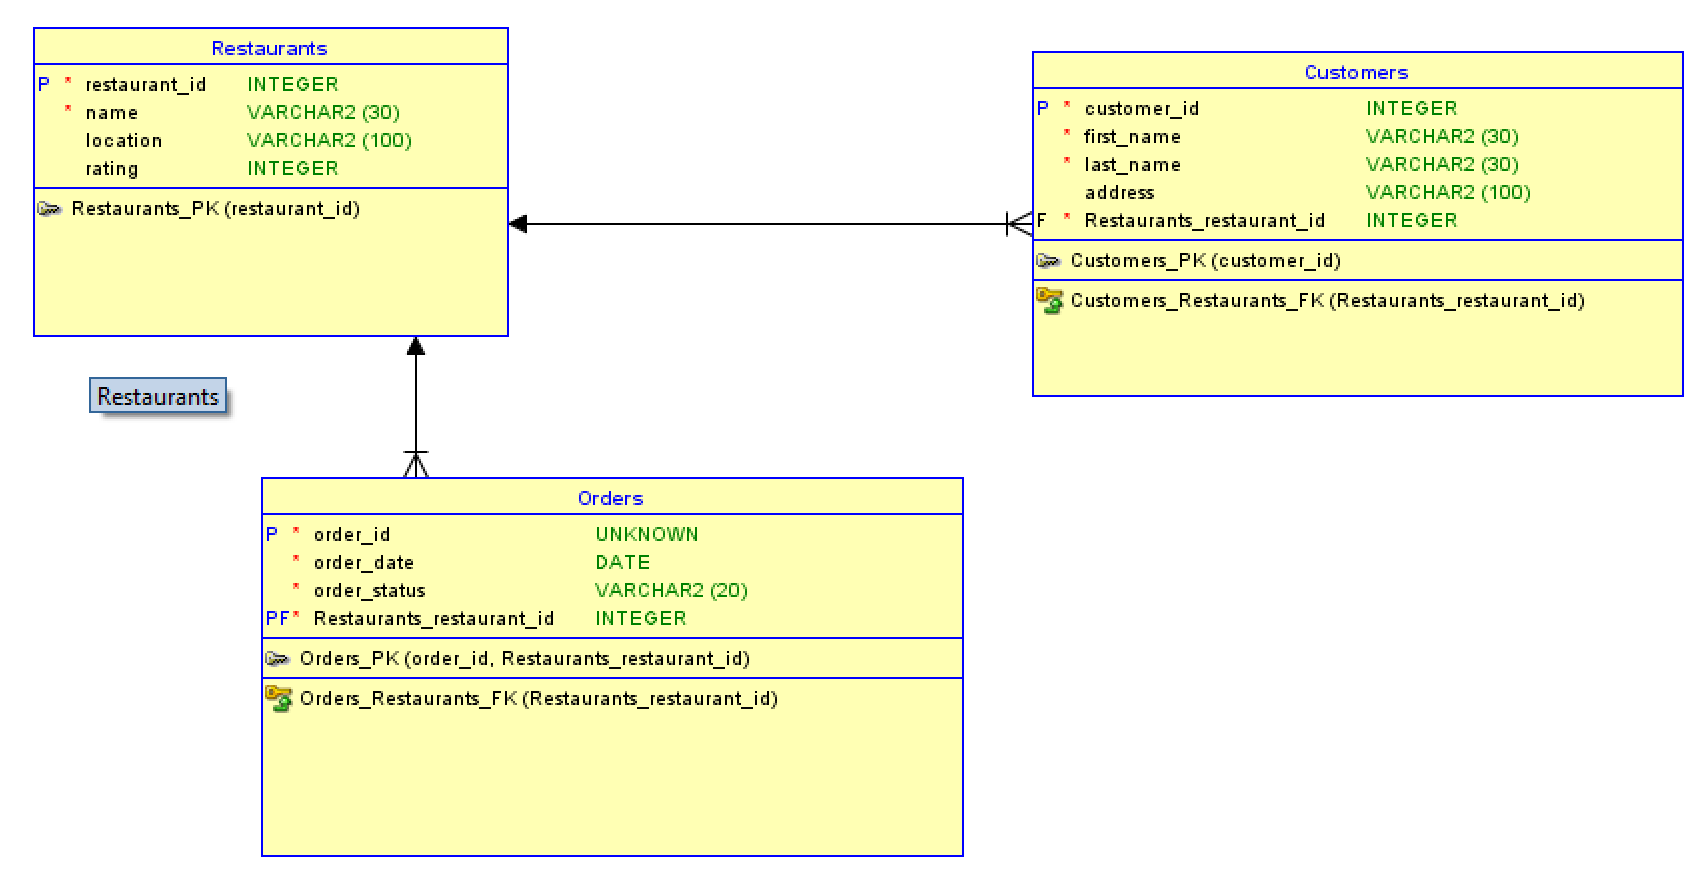 Restaurants
P * restaurant_id INTEGER
* name VARCHAR2 (30)
location VARCHAR2 (100)
rating INTEGER
Restaurants_PK (restaurant_id)
Customers
P * customer_id INTEGER
* first_name VARCHAR2 (30)
* last_name VARCHAR2 (30)
address VARCHAR2 (100)
F * Restaurants_restaurant_id INTEGER
Customers_PK (customer_id)
Customers_Restaurants_FK (Restaurants_restaurant_id)
Restaurants
Orders
P * order_id UNKNOWN
* order_date DATE
* order_status VARCHAR2 (20)
PF* Restaurants_restaurant_id INTEGER
Orders_PK (order_id, Restaurants_restaurant_id)
Orders_Restaurants_FK (Restaurants_restaurant_id)